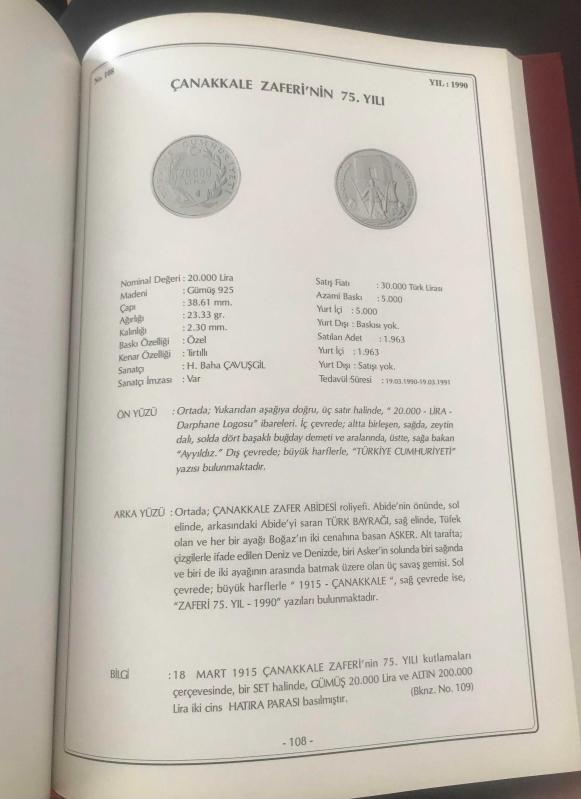 No. 108
YIL : 1990
ÇANAKKALE ZAFERİ'NİN 75. YILI
20.000
LİRA
Nominal Değeri : 20.000 Lira
Madeni : Gümüş 925
Çapı : 38.61 mm.
Ağırlığı : 23.33 gr.
Kalınlığı : 2.30 mm.
Baskı Özelliği : Özel
Kenar Özelliği : Tırtıllı
Sanatçı : H. Baha ÇAVUŞGİL
Sanatçı İmzası : Var
Satış Fiatı : 30.000 Türk Lirası
Azami Baskı : 5.000
Yurt İçi : 5.000
Yurt Dışı : Baskısı yok.
Satılan Adet : 1.963
Yurt İçi : 1.963
Yurt Dışı : Satışı yok.
Tedavül Süresi : 19.03.1990-19.03.1991
ÖN YÜZÜ : Ortada; Yukarıdan aşağıya doğru, üç satır halinde, " 20.000 - LİRA -
Darphane Logosu" ibareleri. İç çevrede; altta birleşen, sağda, zeytin
dalı, solda dört başaklı buğday demeti ve aralarında, üstte, sağa bakan
"Ayyıldız." Dış çevrede; büyük harflerle, "TÜRKİYE CUMHURİYETİ"
yazısı bulunmaktadır.
ARKA YÜZÜ : Ortada; ÇANAKKALE ZAFER ABİDESİ roliyefi. Abide'nin önünde, sol
elinde, arkasındaki Abide'yi saran TÜRK BAYRAĞI, sağ elinde, Tüfek
olan ve her bir ayağı Boğaz'ın iki cenahına basan ASKER. Alt tarafta;
çizgilerle ifade edilen Deniz ve Denizde, biri Asker'in solunda biri sağında
ve biri de iki ayağının arasında batmak üzere olan üç savaş gemisi. Sol
çevrede; büyük harflerle " 1915 - ÇANAKKALE ", sağ çevrede ise,
"ZAFERİ 75. YIL - 1990" yazıları bulunmaktadır.
BİLGİ : 18 MART 1915 ÇANAKKALE ZAFERİ'nin 75. YILI kutlamaları
çerçevesinde, bir SET halinde, GÜMÜŞ 20.000 Lira ve ALTIN 200.000
Lira iki cins HATIRA PARASI basılmıştır. (Bknz. No. 109)
- 108 -